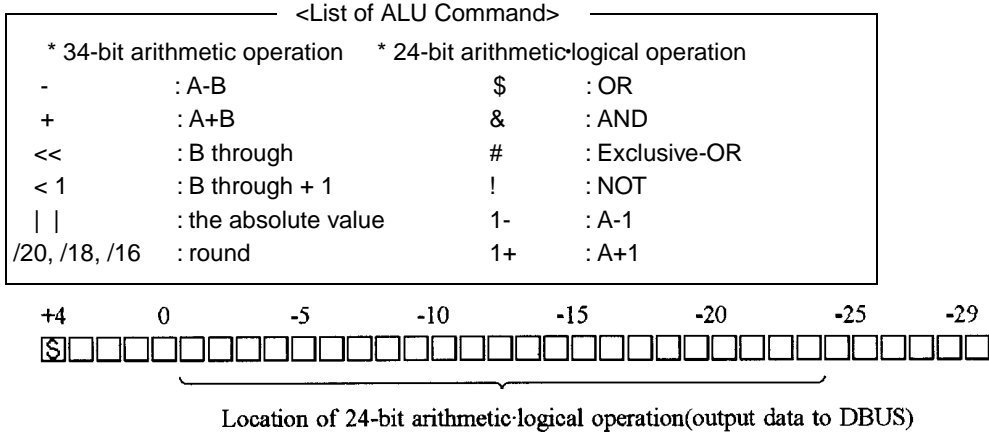 <List of ALU Command>
* 34-bit arithmetic operation * 24-bit arithmetic·logical operation
- : A-B $ : OR
+ : A+B & : AND
<< : B through # : Exclusive-OR
< 1 : B through + 1 ! : NOT
| | : the absolute value 1- : A-1
/20, /18, /16 : round 1+ : A+1
+4 0 -5 -10 -15 -20 -25 -29
S
Location of 24-bit arithmetic·logical operation(output data to DBUS)